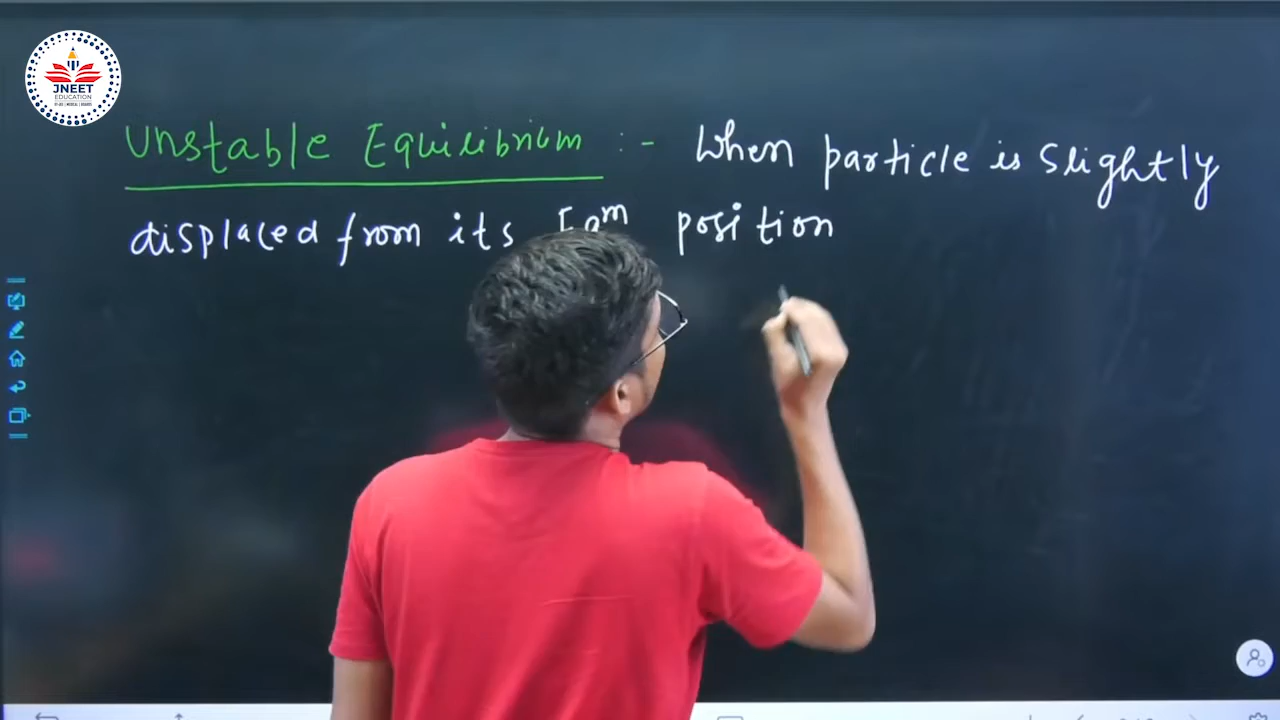 JNEET
EDUCATION
Unstable Equilibrium :- When particle is slightly
displaced from its Eqm position